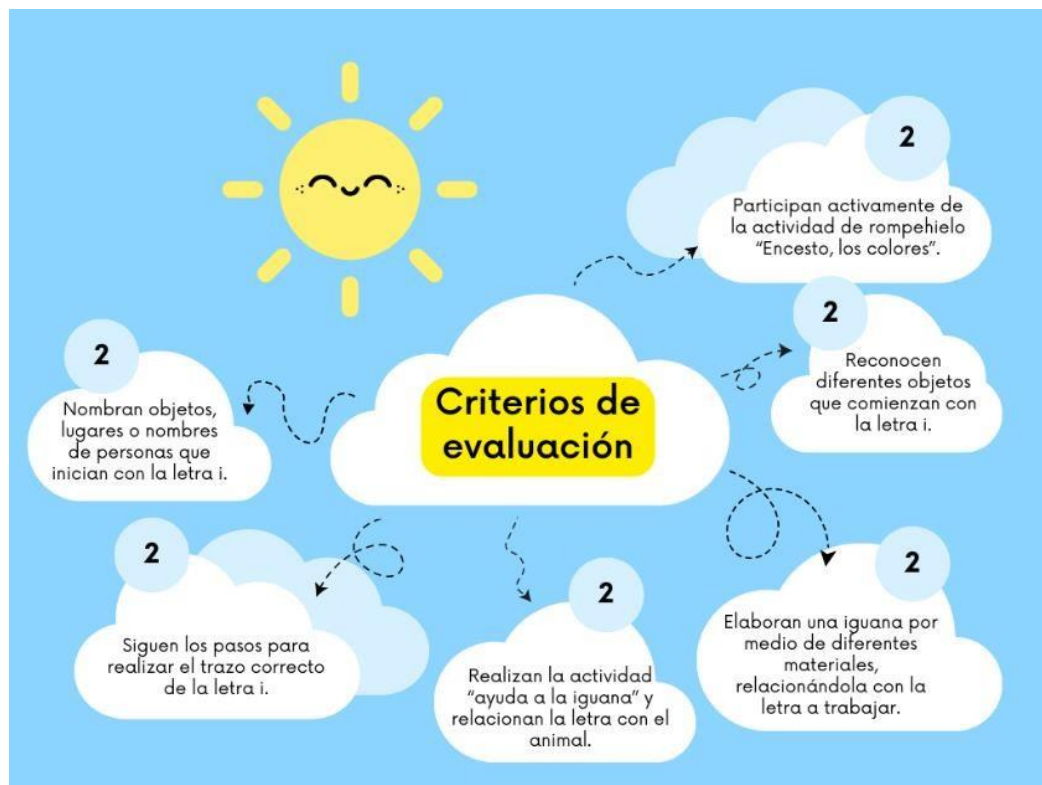 Criterios de
evaluación
2
Participan activamente de
la actividad de rompehielo
“Encesto, los colores”.
2
Reconocen
diferentes objetos
que comienzan con
la letra i.
2
Elaboran una iguana por
medio de diferentes
materiales,
relacionándola con la
letra a trabajar.
2
Realizan la actividad
“ayuda a la iguana” y
relacionan la letra con el
animal.
2
Siguen los pasos para
realizar el trazo correcto
de la letra i.
2
Nombran objetos,
lugares o nombres
de personas que
inician con la letra i.